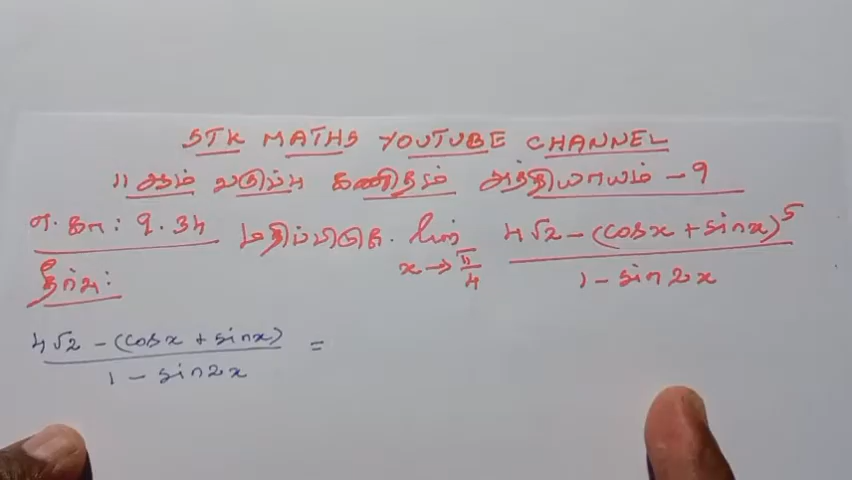 STK MATHS YOUTUBE CHANNEL
11 ஆம் வகுப்பு கணிதம் அத்தியாயம் - 9
எ.கா: 9.34 மதிப்பிடுக. lim x→π/4 (4√2 - (cosx + sinx)^5)/(1 - sin2x)
தீர்வு:
(4√2 - (cosx + sinx))/(1 - sin2x) =